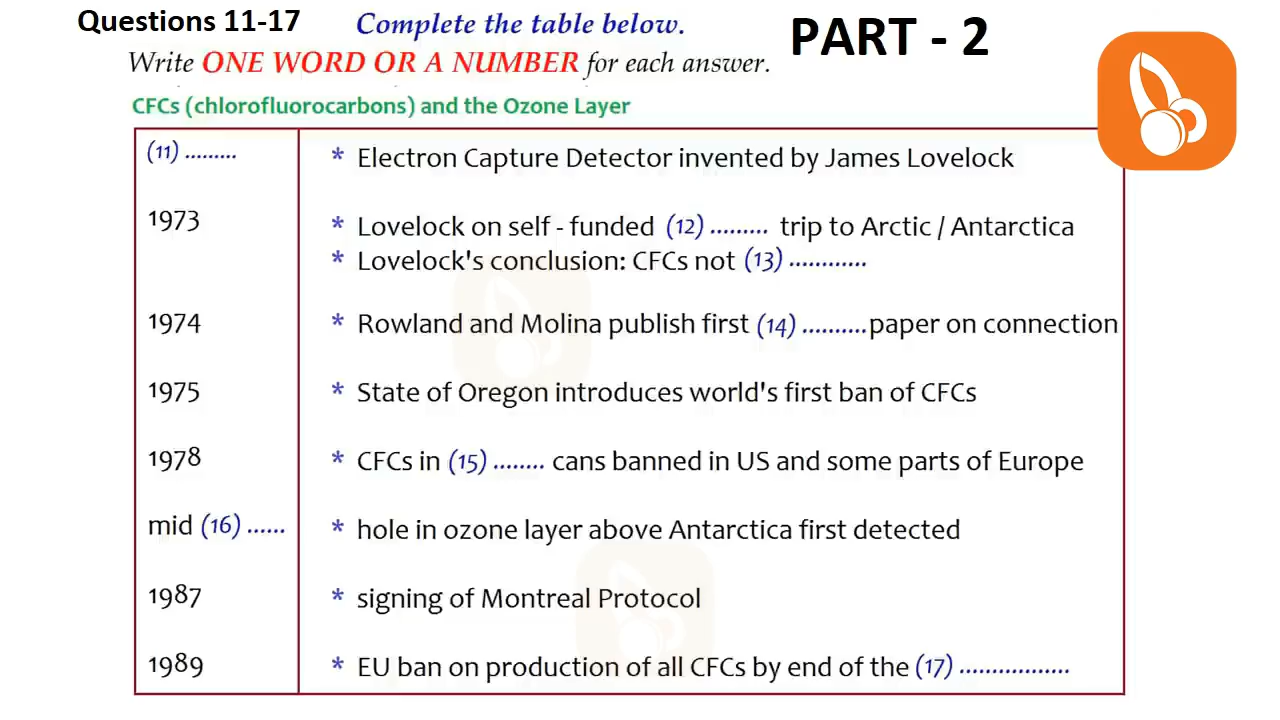 Questions 11-17 Complete the table below. PART - 2
Write ONE WORD OR A NUMBER for each answer.
CFCs (chlorofluorocarbons) and the Ozone Layer
(11) ......... * Electron Capture Detector invented by James Lovelock
1973 * Lovelock on self - funded (12) ......... trip to Arctic / Antarctica
* Lovelock's conclusion: CFCs not (13) ............
1974 * Rowland and Molina publish first (14) ..........paper on connection
1975 * State of Oregon introduces world's first ban of CFCs
1978 * CFCs in (15) ........ cans banned in US and some parts of Europe
mid (16) ...... * hole in ozone layer above Antarctica first detected
1987 * signing of Montreal Protocol
1989 * EU ban on production of all CFCs by end of the (17) .................